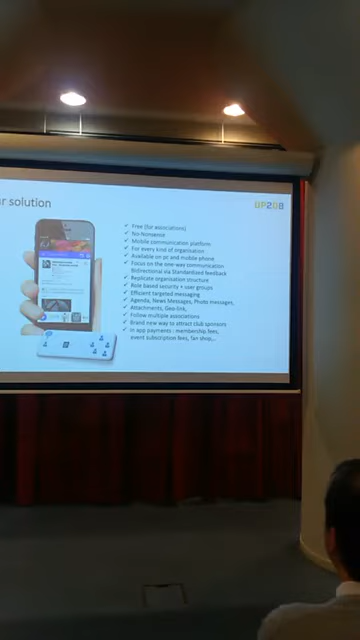 r solution
UP2OB
✓ Free (for associations)
✓ No-Nonsense
✓ Mobile communication platform
✓ For every kind of organisation
✓ Available on pc and mobile phone
✓ Focus on the one-way communication
Bidirectional via Standardized feedback
✓ Replicate organisation structure
✓ Role based security + user groups
✓ Efficient targeted messaging
✓ Agenda, News Messages, Photo messages,
Attachments, Geo-link,
✓ Follow multiple associations
✓ Brand new way to attract club sponsors
✓ in app payments : membership fees,
event subscription fees, fan shop,..